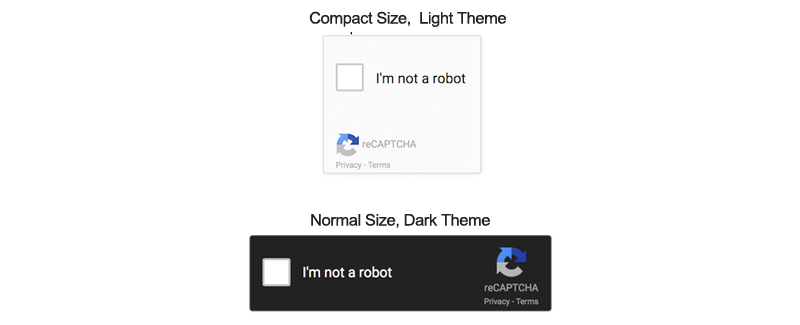 Compact Size,  Light Theme
I'm not a robot
reCAPTCHA
Privacy - Terms
Normal Size, Dark Theme
I'm not a robot
reCAPTCHA
Privacy - Terms